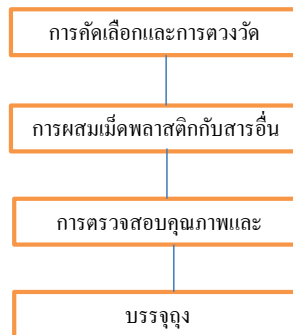 การคัดเลือกและการตวงวัด
การผสมเม็ดพลาสติกกับสารอื่น
การตรวจสอบคุณภาพและ
บรรจุถุง